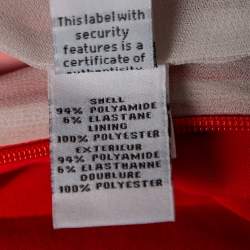 This label with
security
features is a
certificate of
authenticity
SHELL
94% POLYAMIDE
6% ELASTANE
LINING
100% POLYESTER
EXTERIEUR
94% POLYAMIDE
6% ELASTHANNE
DOUBLURE
100% POLYESTER